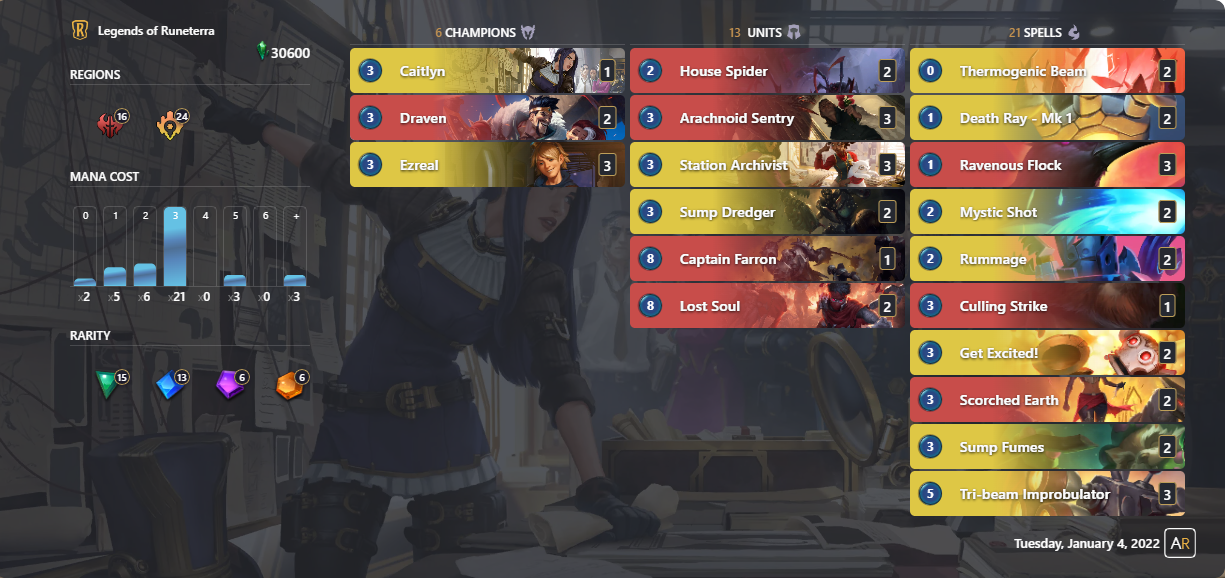 Legends of Runeterra
30600
REGIONS
16
24
MANA COST
0 1 2 3 4 5 6 +
x2 x5 x6 x21 x0 x3 x0 x3
RARITY
15 13 6 6
6 CHAMPIONS
3 Caitlyn 1
3 Draven 2
3 Ezreal 3
13 UNITS
2 House Spider 2
3 Arachnoid Sentry 3
3 Station Archivist 3
3 Sump Dredger 2
8 Captain Farron 1
8 Lost Soul 2
21 SPELLS
0 Thermogenic Beam 2
1 Death Ray - Mk 1 2
1 Ravenous Flock 3
2 Mystic Shot 2
2 Rummage 2
3 Culling Strike 1
3 Get Excited! 2
3 Scorched Earth 2
3 Sump Fumes 2
5 Tri-beam Improbulator 3
Tuesday, January 4, 2022 AR